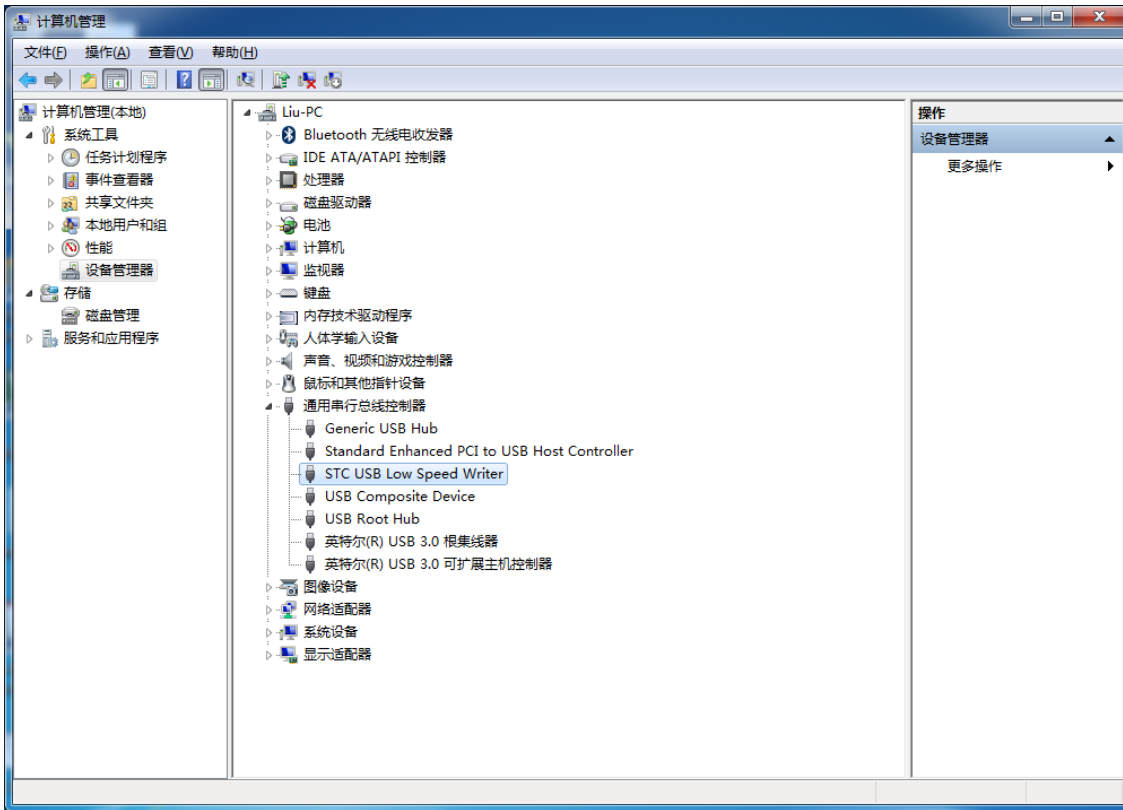 计算机管理
文件(F) 操作(A) 查看(V) 帮助(H)
计算机管理(本地)
系统工具
任务计划程序
事件查看器
共享文件夹
本地用户和组
性能
设备管理器
存储
磁盘管理
服务和应用程序
Liu-PC
Bluetooth 无线电收发器
IDE ATA/ATAPI 控制器
处理器
磁盘驱动器
电池
计算机
监视器
键盘
内存技术驱动程序
人体学输入设备
声音、视频和游戏控制器
鼠标和其他指针设备
通用串行总线控制器
Generic USB Hub
Standard Enhanced PCI to USB Host Controller
STC USB Low Speed Writer
USB Composite Device
USB Root Hub
英特尔(R) USB 3.0 根集线器
英特尔(R) USB 3.0 可扩展主机控制器
图像设备
网络适配器
系统设备
显示适配器
操作
设备管理器
更多操作